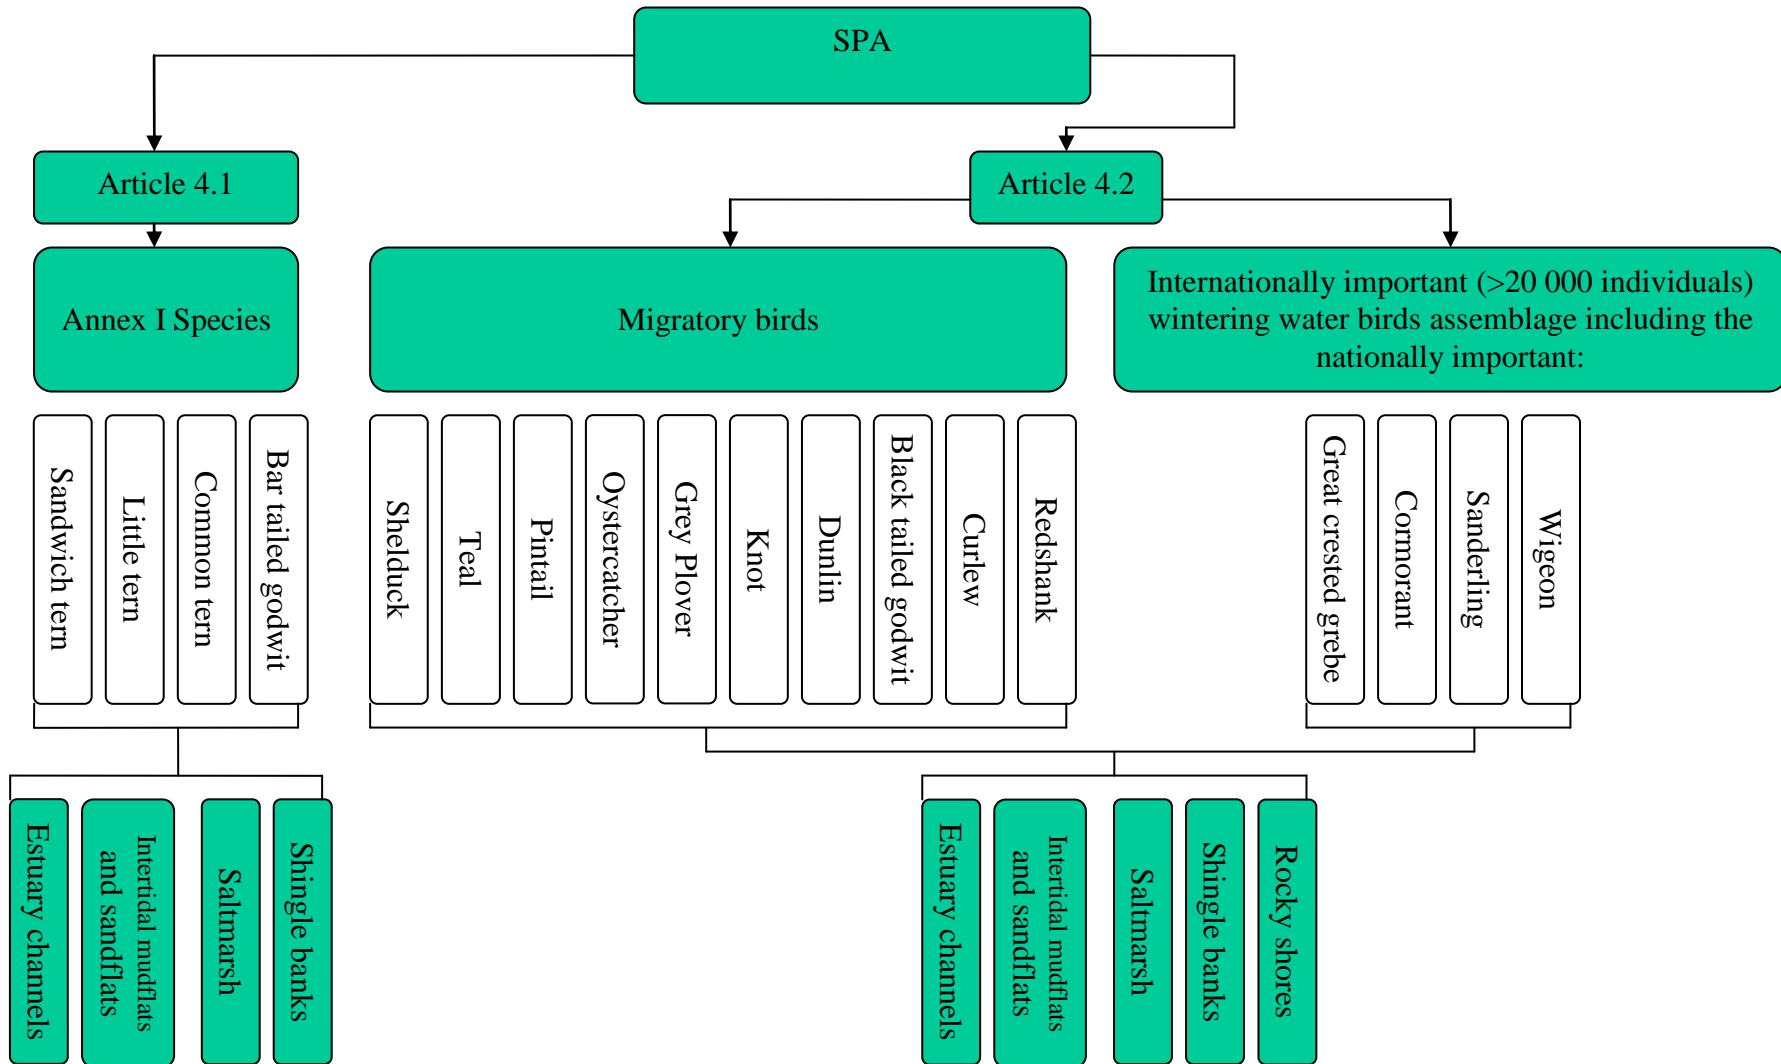 SPA
Article 4.1
Article 4.2
Annex I Species
Migratory birds
Internationally important (>20 000 individuals)
wintering water birds assemblage including the
nationally important:
Sandwich tern
Little tern
Common tern
Bar tailed godwit
Shelduck
Teal
Pintail
Oystercatcher
Grey Plover
Knot
Dunlin
Black tailed godwit
Curlew
Redshank
Great crested grebe
Cormorant
Sanderling
Wigeon
Estuary channels
Intertidal mudflats
and sandflats
Saltmarsh
Shingle banks
Estuary channels
Intertidal mudflats
and sandflats
Saltmarsh
Shingle banks
Rocky shores